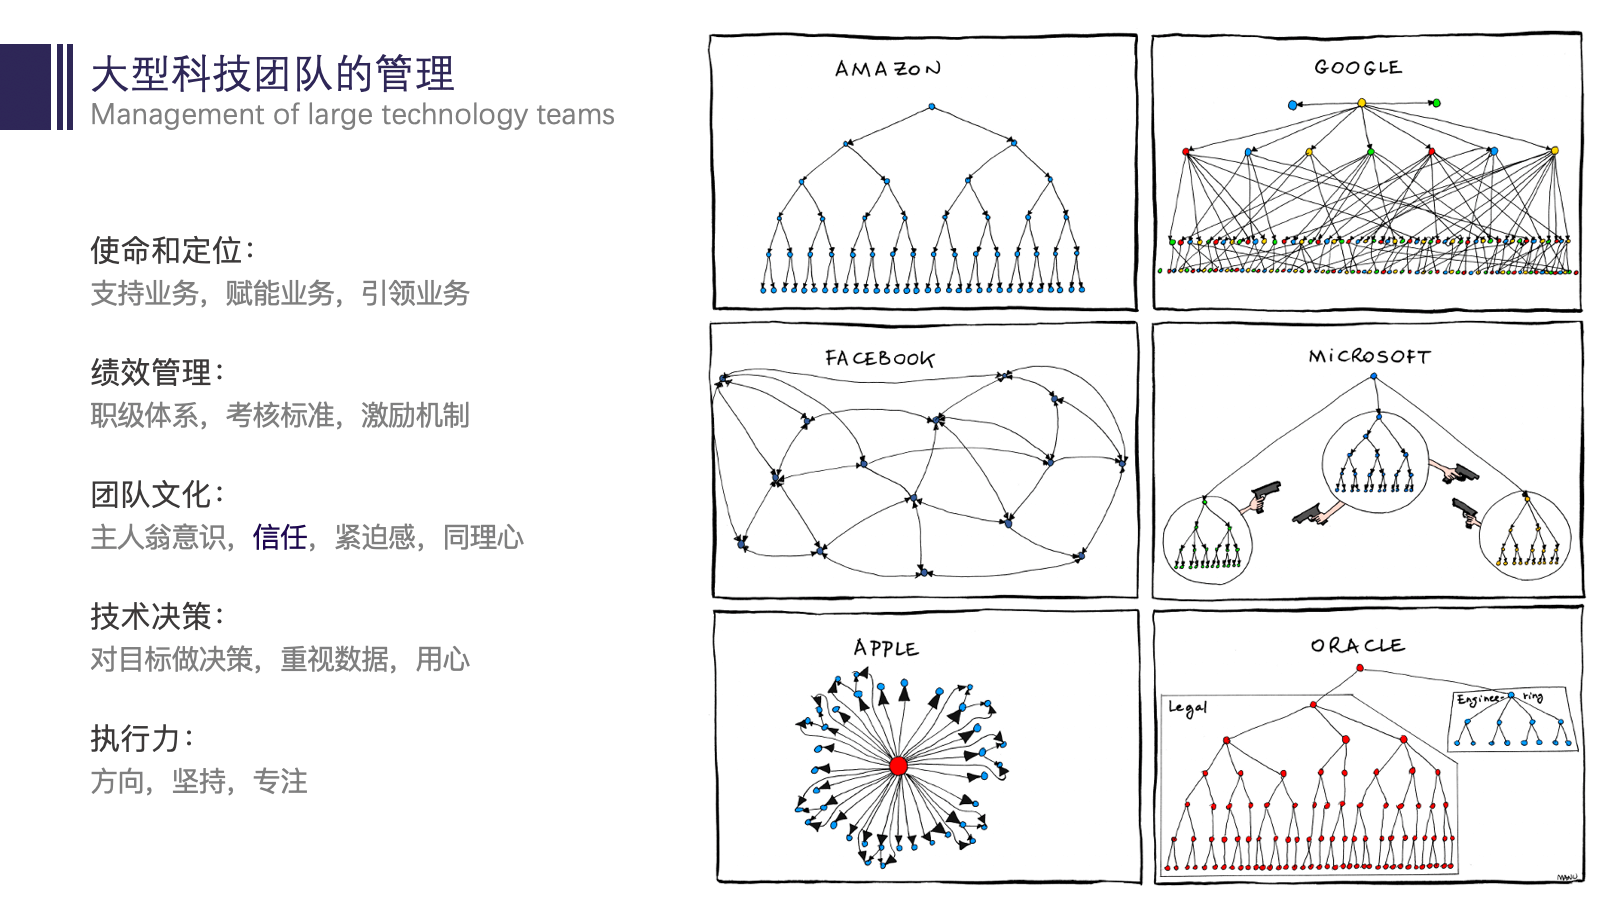 大型科技团队的管理
Management of large technology teams
使命和定位：
支持业务，赋能业务，引领业务
绩效管理：
职级体系，考核标准，激励机制
团队文化：
主人翁意识，信任，紧迫感，同理心
技术决策：
对目标做决策，重视数据，用心
执行力：
方向，坚持，专注
AMAZON
GOOGLE
FACEBOOK
MICROSOFT
APPLE
ORACLE
Legal
Engineering
MANU